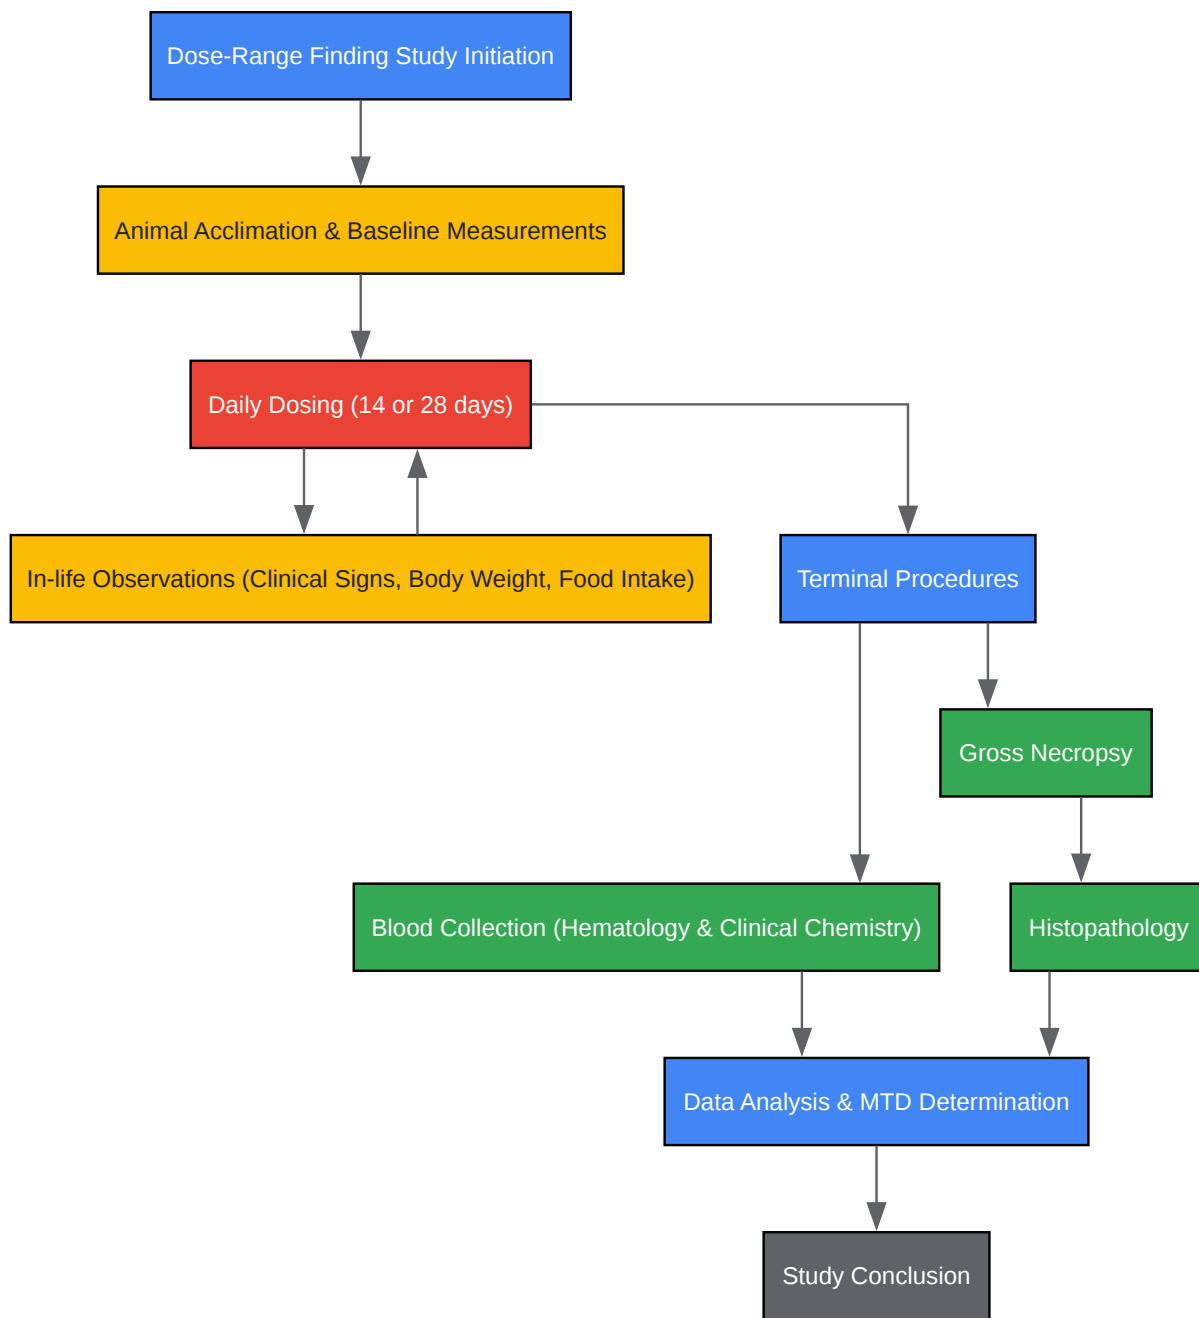 Dose-Range Finding Study Initiation
Animal Acclimation & Baseline Measurements
Daily Dosing (14 or 28 days)
In-life Observations (Clinical Signs, Body Weight, Food Intake)
Terminal Procedures
Gross Necropsy
Blood Collection (Hematology & Clinical Chemistry)
Histopathology
Data Analysis & MTD Determination
Study Conclusion